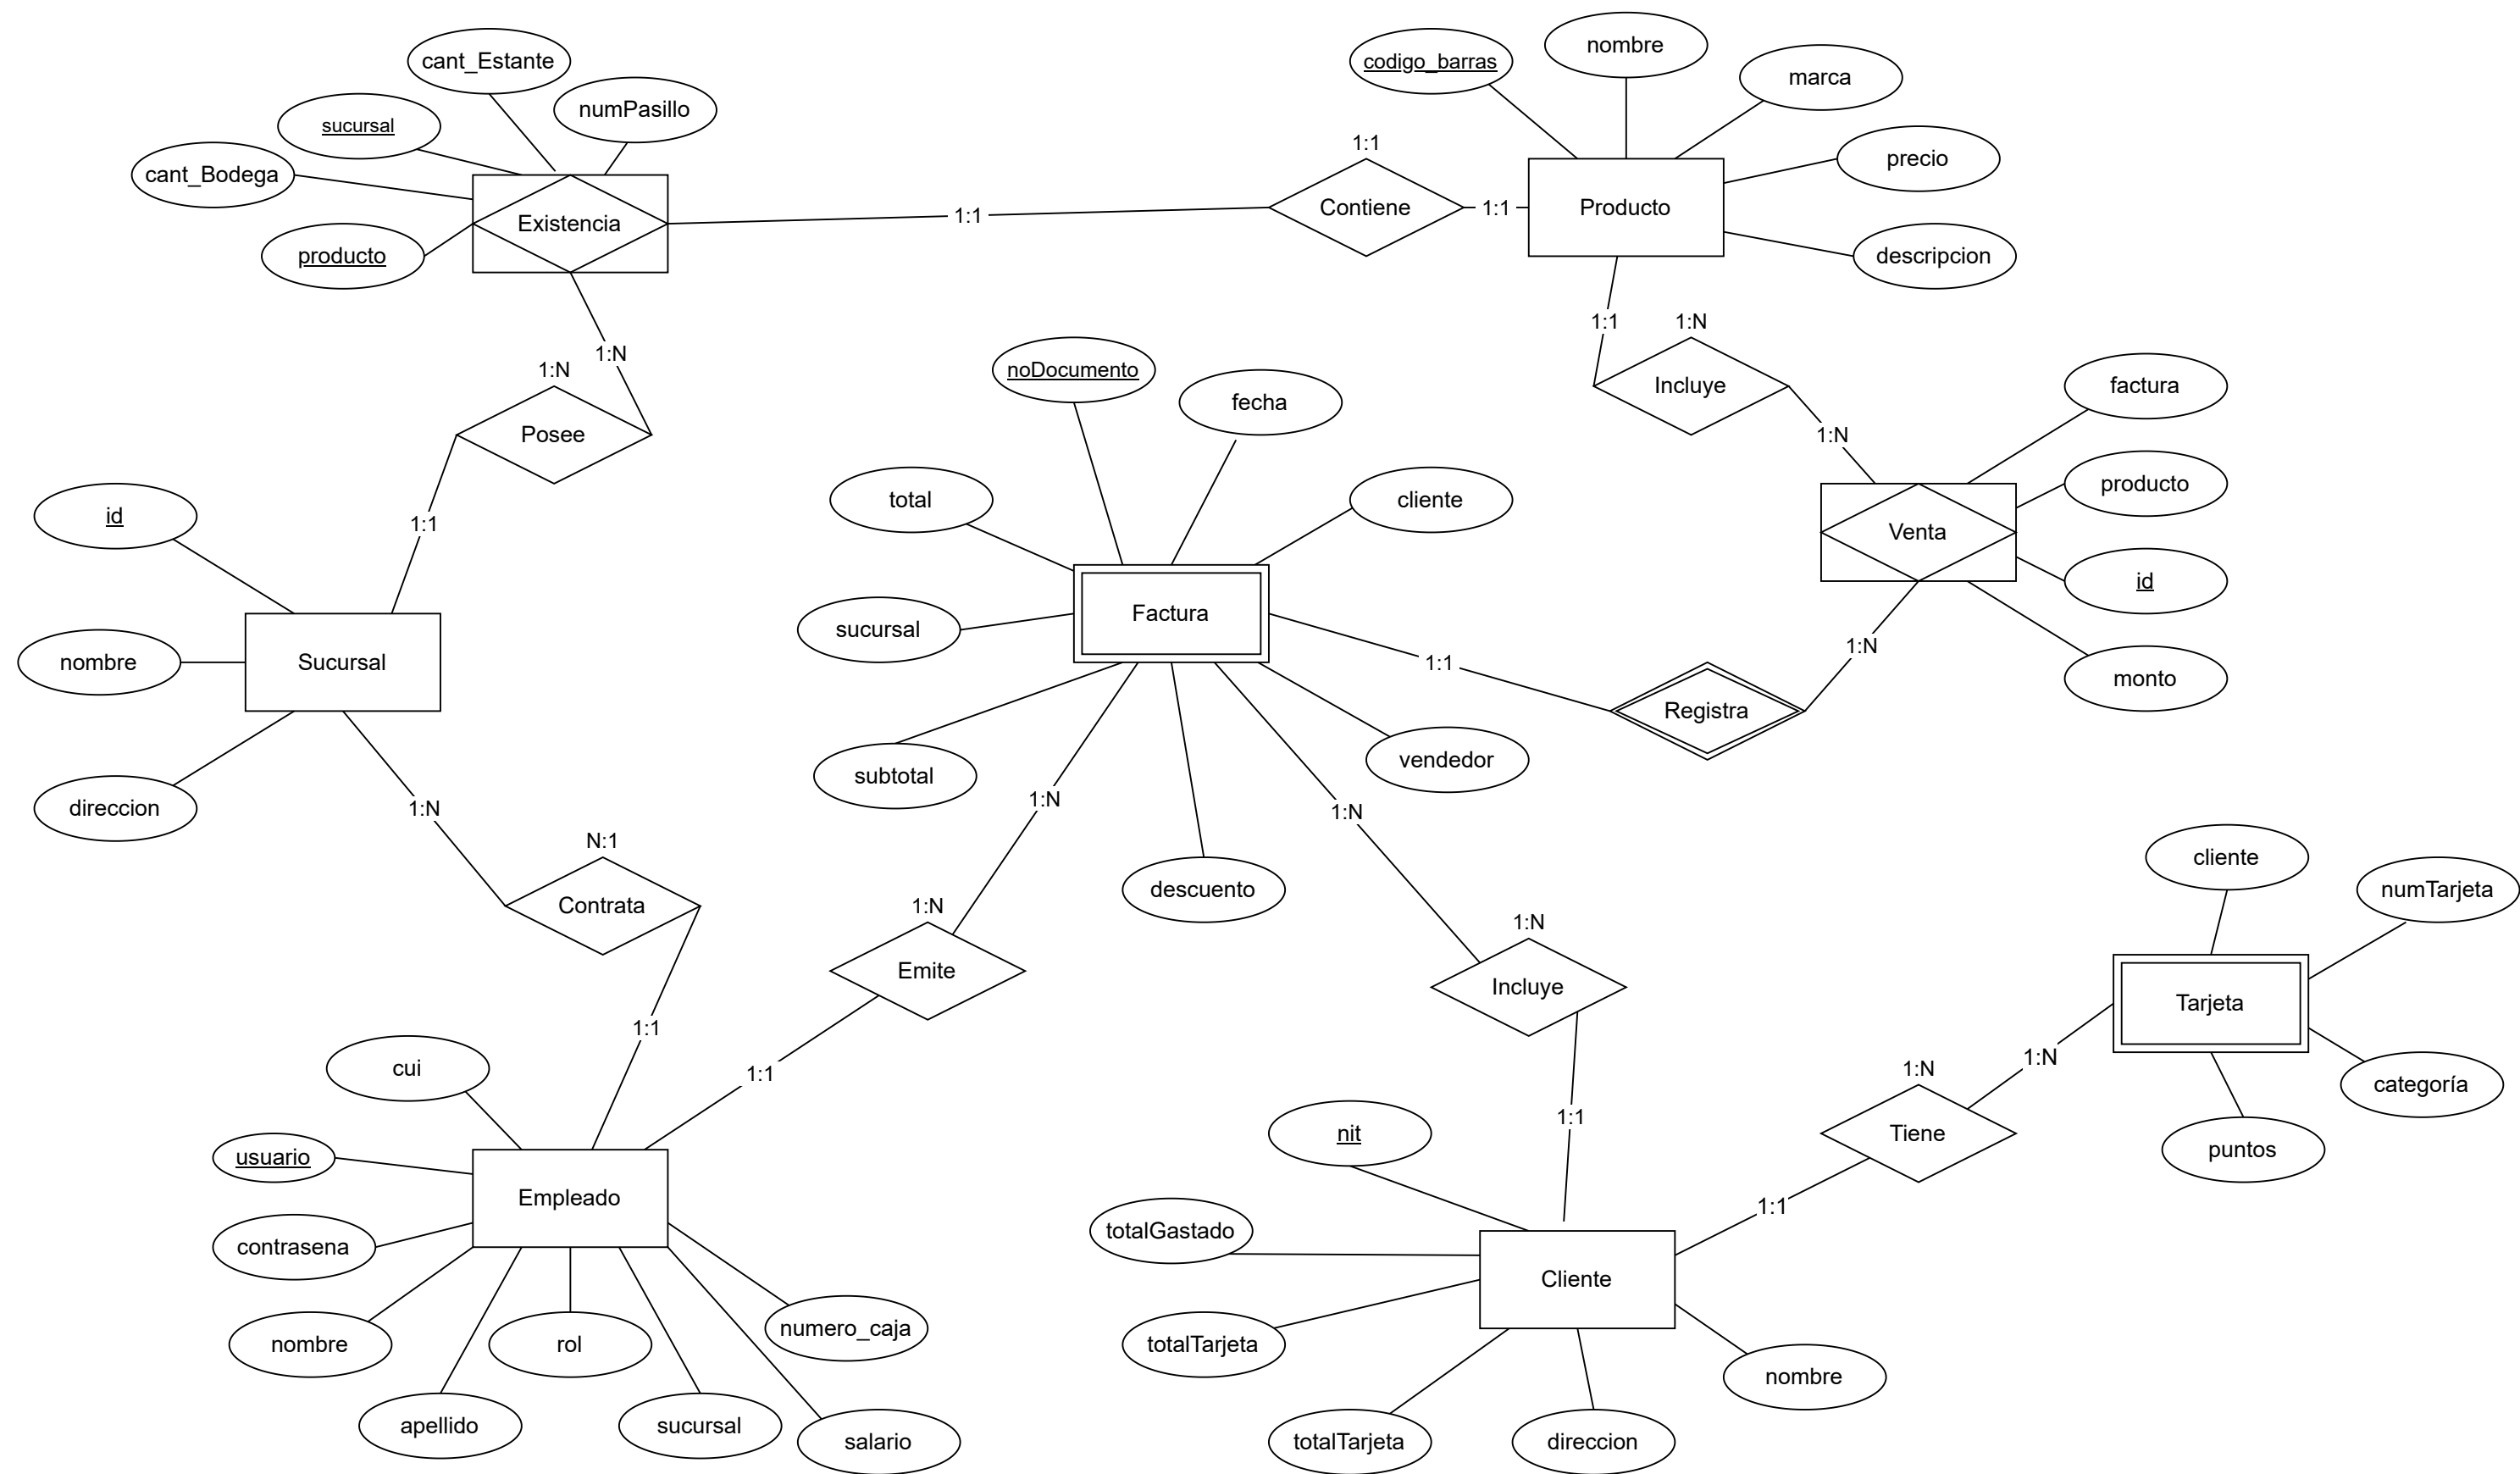 nombre
cant_Estante
codigo_barras
marca
numPasillo
sucursal
1:1
precio
cant_Bodega
Existencia
1:1
Contiene
1:1
Producto
producto
descripcion
1:1
1:N
1:N
1:N
noDocumento
Incluye
factura
fecha
Posee
1:N
producto
total
cliente
id
1:1
Venta
id
Factura
sucursal
1:N
nombre
Sucursal
1:1
monto
Registra
vendedor
subtotal
1:N
1:N
direccion
1:N
N:1
cliente
descuento
numTarjeta
Contrata
1:N
1:N
Emite
Incluye
Tarjeta
1:1
1:N
1:N
cui
1:1
categoría
1:1
nit
Tiene
puntos
usuario
Empleado
1:1
totalGastado
contrasena
Cliente
numero_caja
nombre
rol
totalTarjeta
nombre
apellido
sucursal
salario
totalTarjeta
direccion